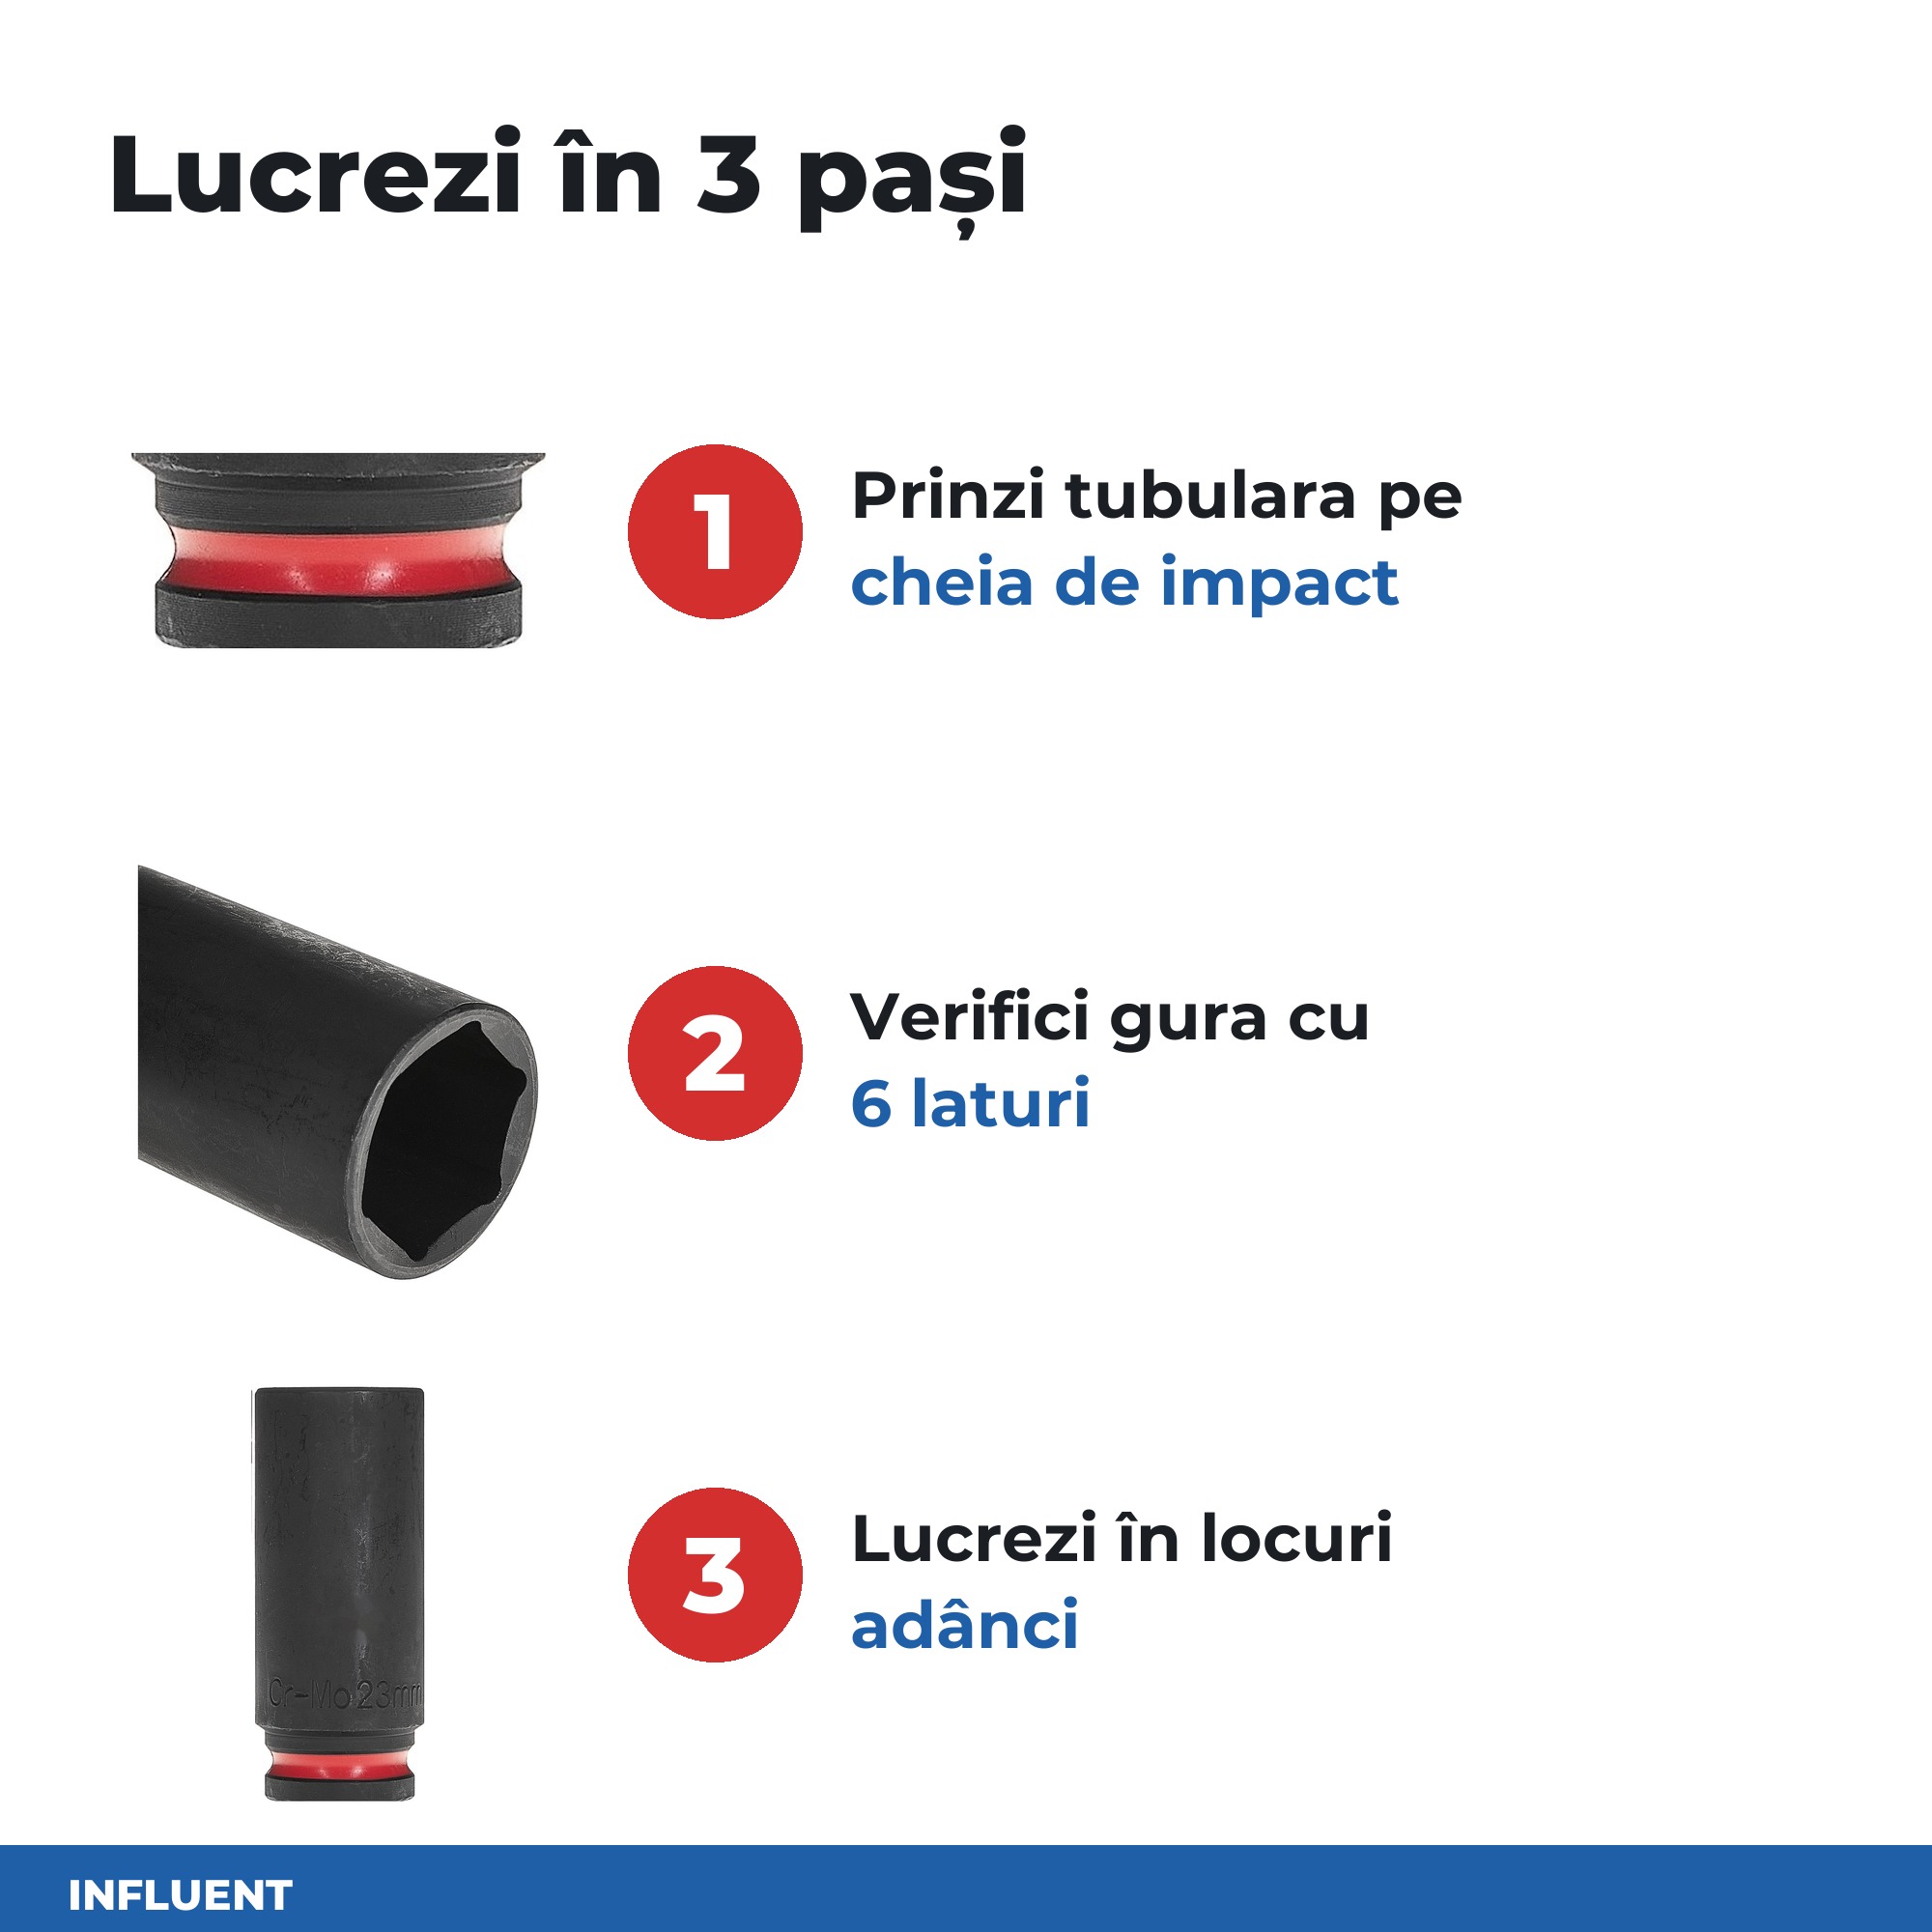 Lucrezi în 3 pași
1
Prinzi tubulara pe
cheia de impact
2
Verifici gura cu
6 laturi
3
Lucrezi în locuri
adânci
Cr-Mo 23mm
INFLUENT